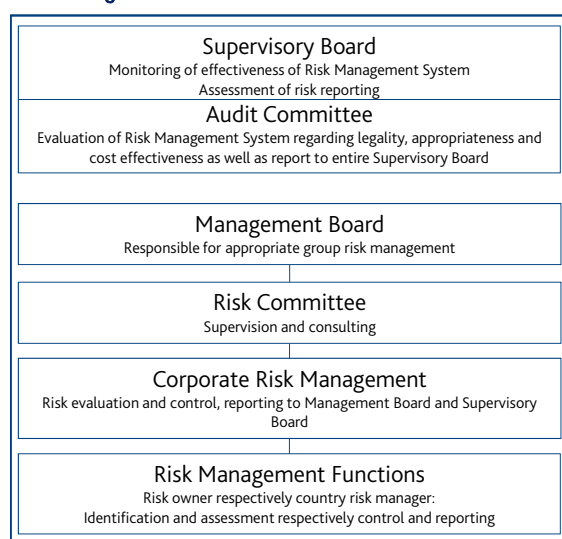 Supervisory Board
Monitoring of effectiveness of Risk Management System
Assessment of risk reporting
Audit Committee
Evaluation of Risk Management System regarding legality, appropriateness and
cost effectiveness as well as report to entire Supervisory Board
Management Board
Responsible for appropriate group risk management
Risk Committee
Supervision and consulting
Corporate Risk Management
Risk evaluation and control, reporting to Management Board and Supervisory
Board
Risk Management Functions
Risk owner respectively country risk manager:
Identification and assessment respectively control and reporting